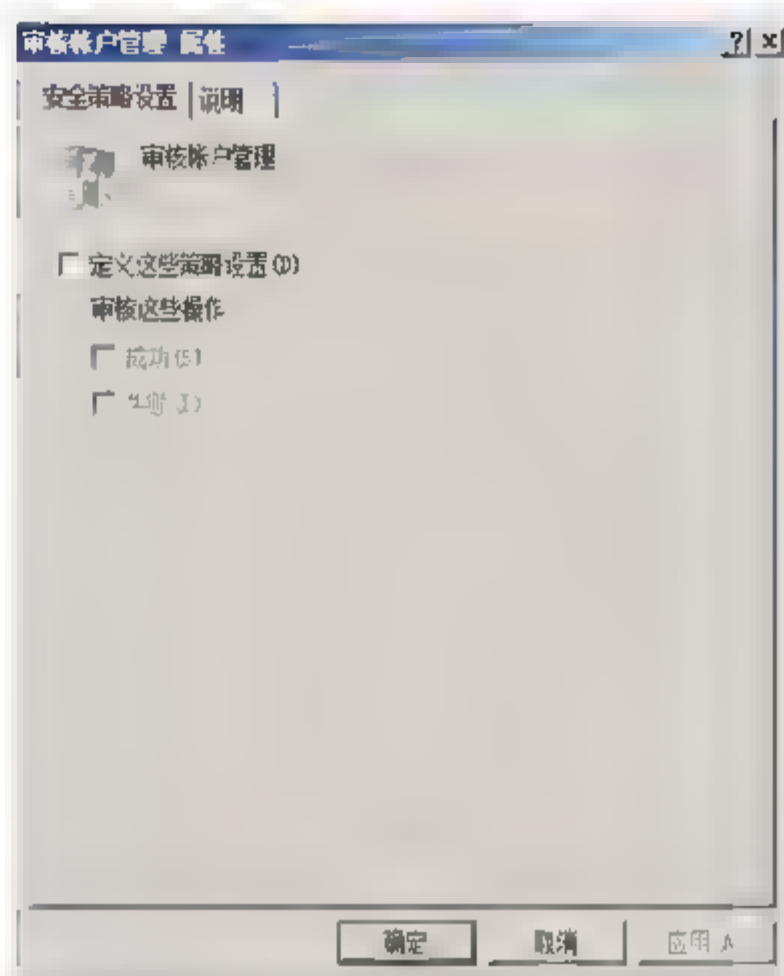 审核帐户管理 属性
安全策略设置 说明
审核帐户管理
定义这些策略设置(D)
审核这些操作
成功(S)
确定 取消 应用 A